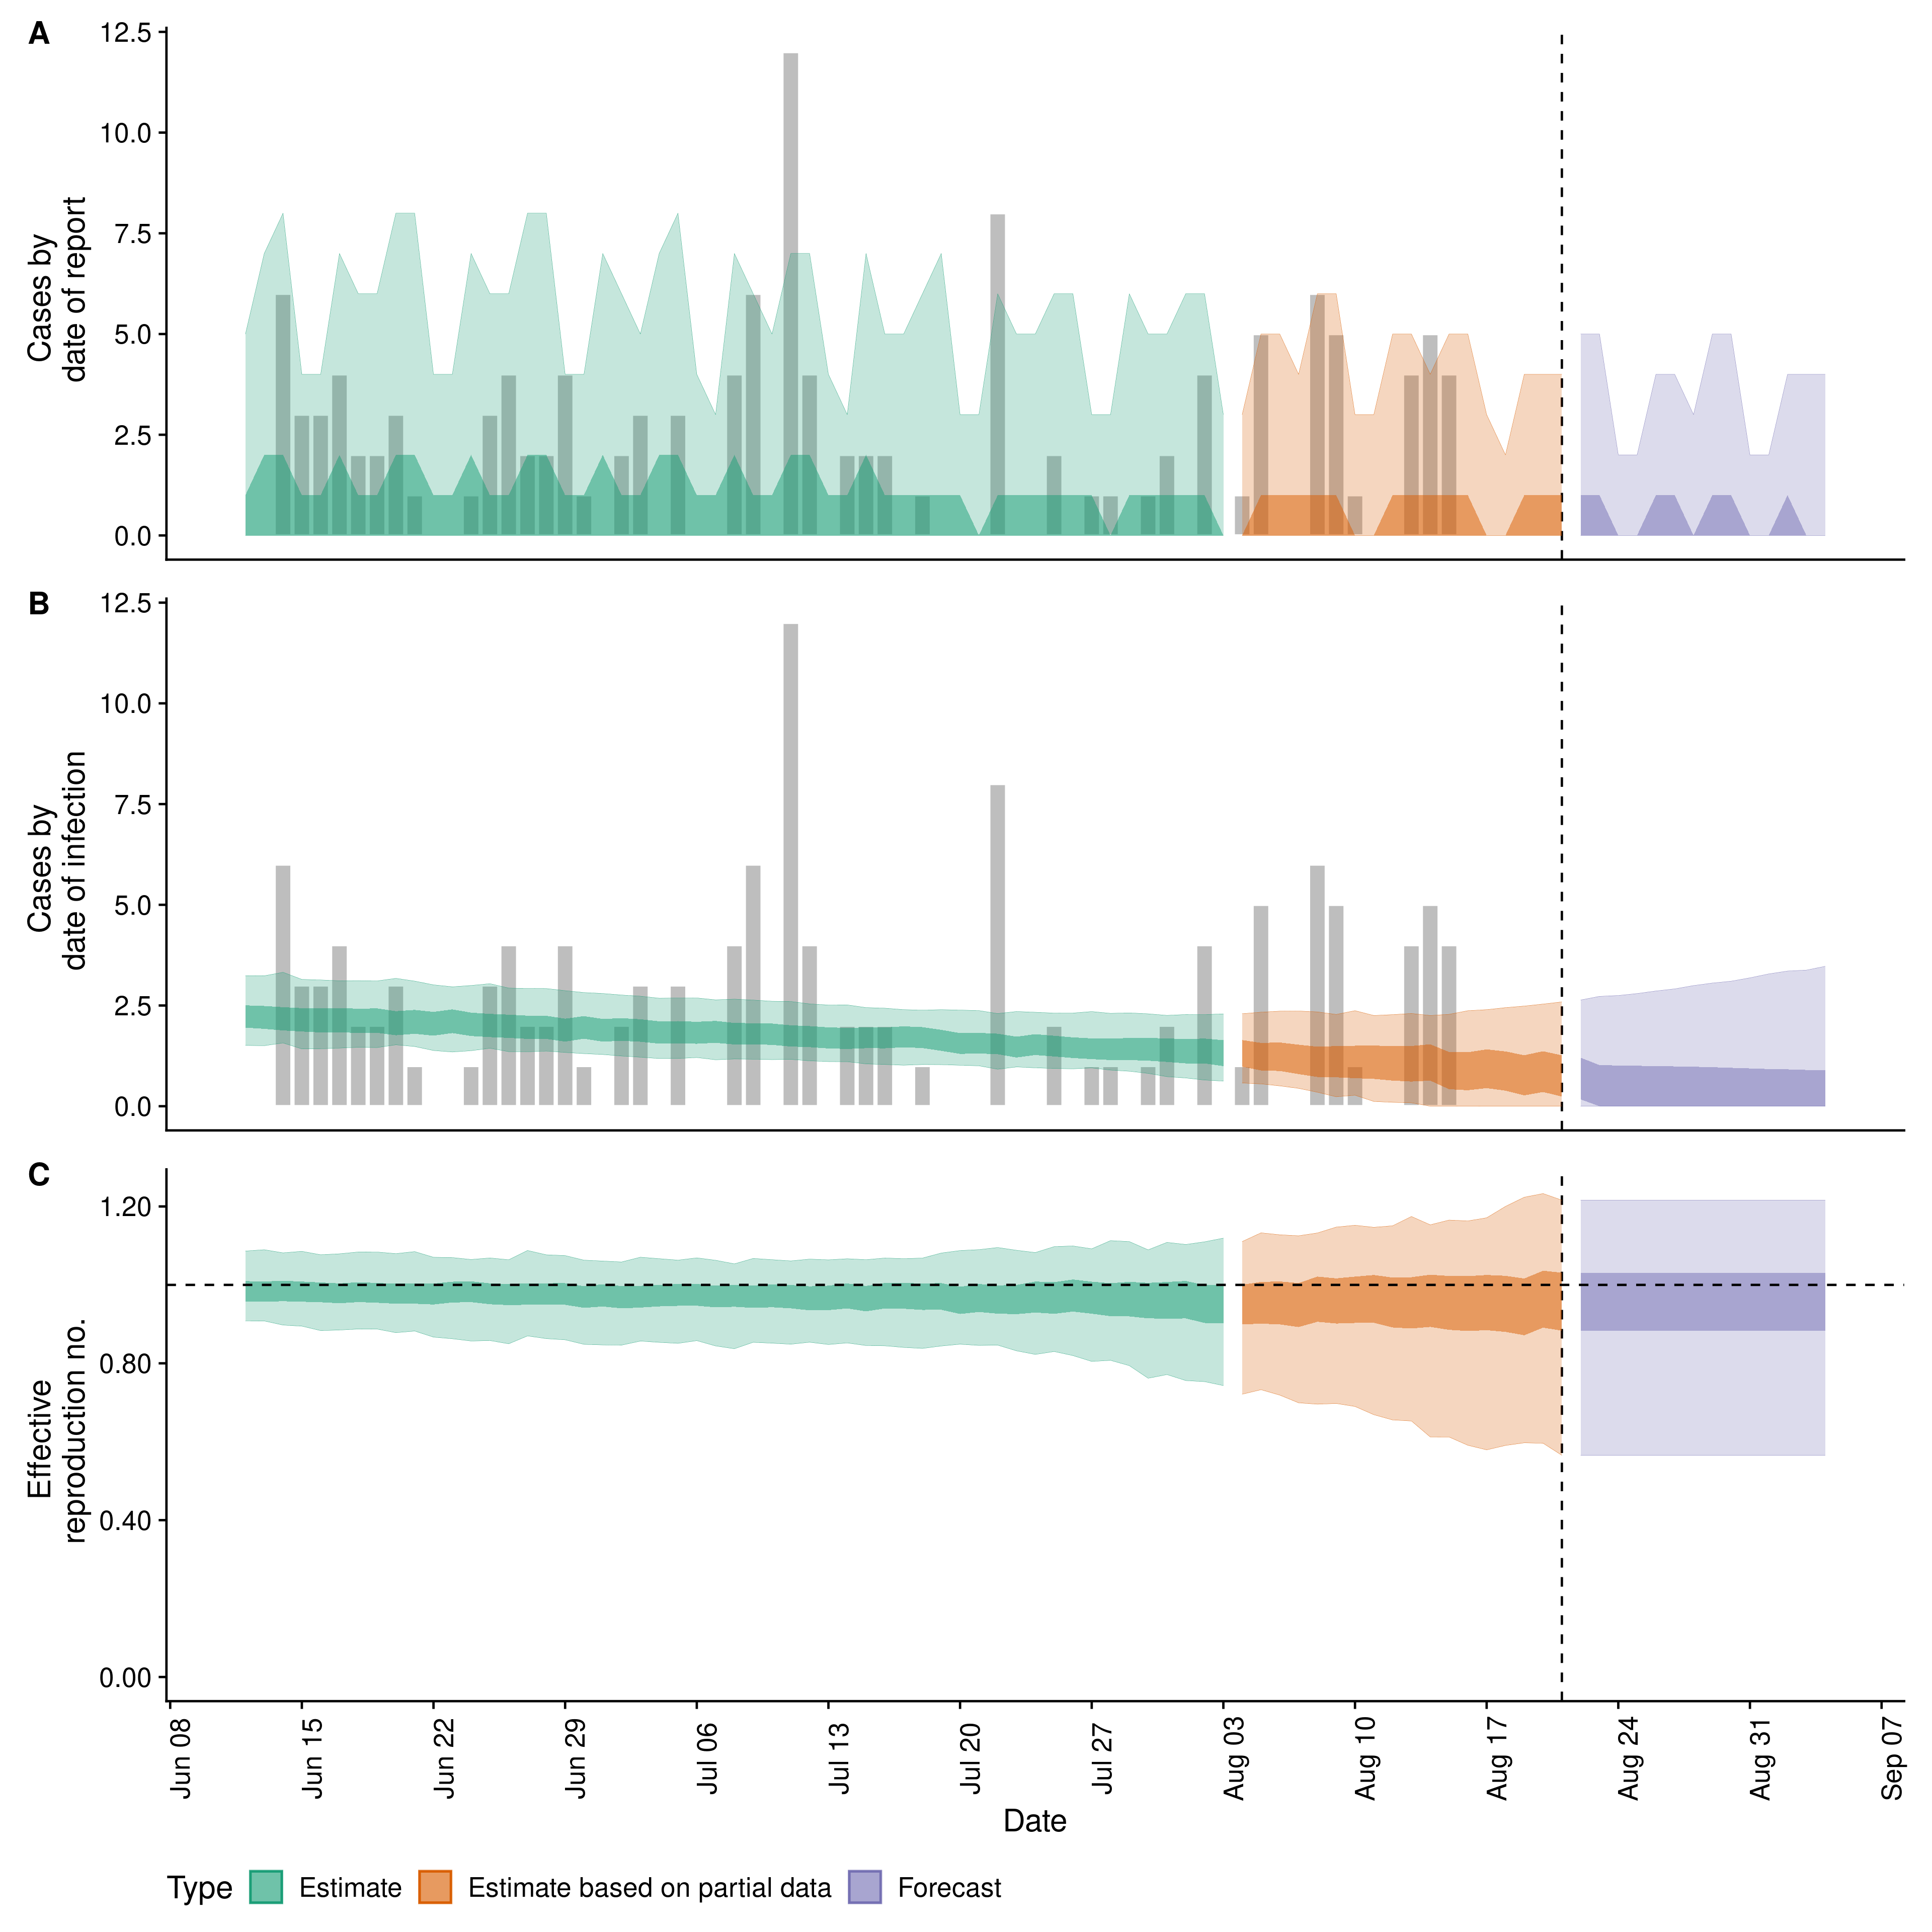 A
12.5
10.0
7.5
5.0
2.5
0.0
Cases by
date of report
B
12.5
10.0
7.5
5.0
2.5
0.0
Cases by
date of infection
C
1.20
0.80
0.40
0.00
Effective
reproduction no.
Jun 08
Jun 15
Jun 22
Jun 29
Jul 06
Jul 13
Jul 20
Jul 27
Aug 03
Aug 10
Aug 17
Aug 24
Aug 31
Sep 07
Date
Type Estimate Estimate based on partial data Forecast